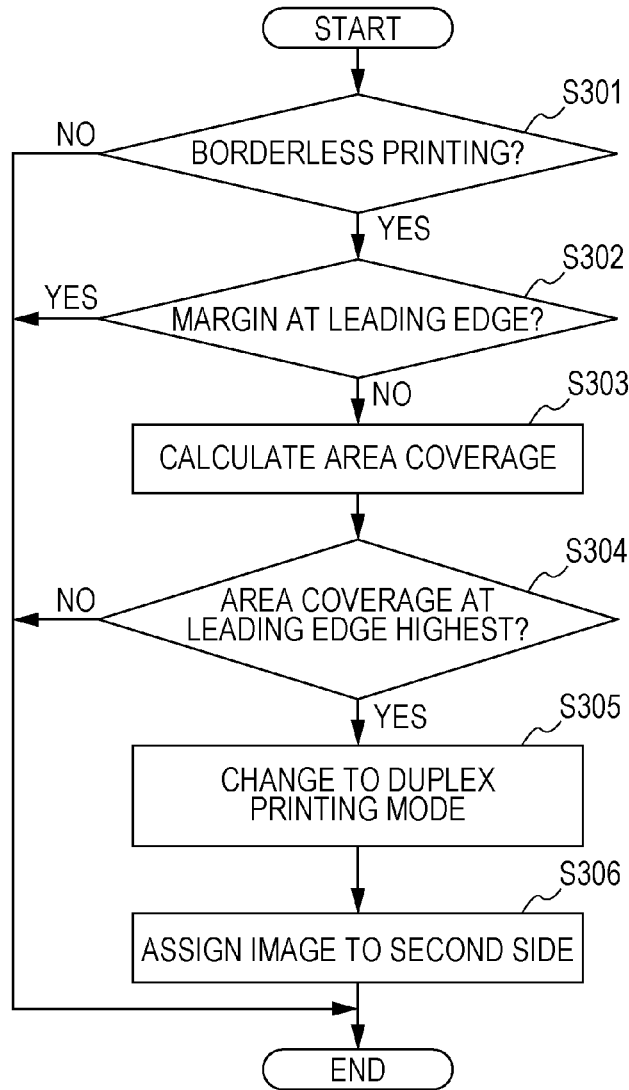 START
S301
NO
BORDERLESS PRINTING?
YES
S302
YES
MARGIN AT LEADING EDGE?
NO
S303
CALCULATE AREA COVERAGE
S304
NO
AREA COVERAGE AT
LEADING EDGE HIGHEST?
YES
S305
CHANGE TO DUPLEX
PRINTING MODE
S306
ASSIGN IMAGE TO SECOND SIDE
END